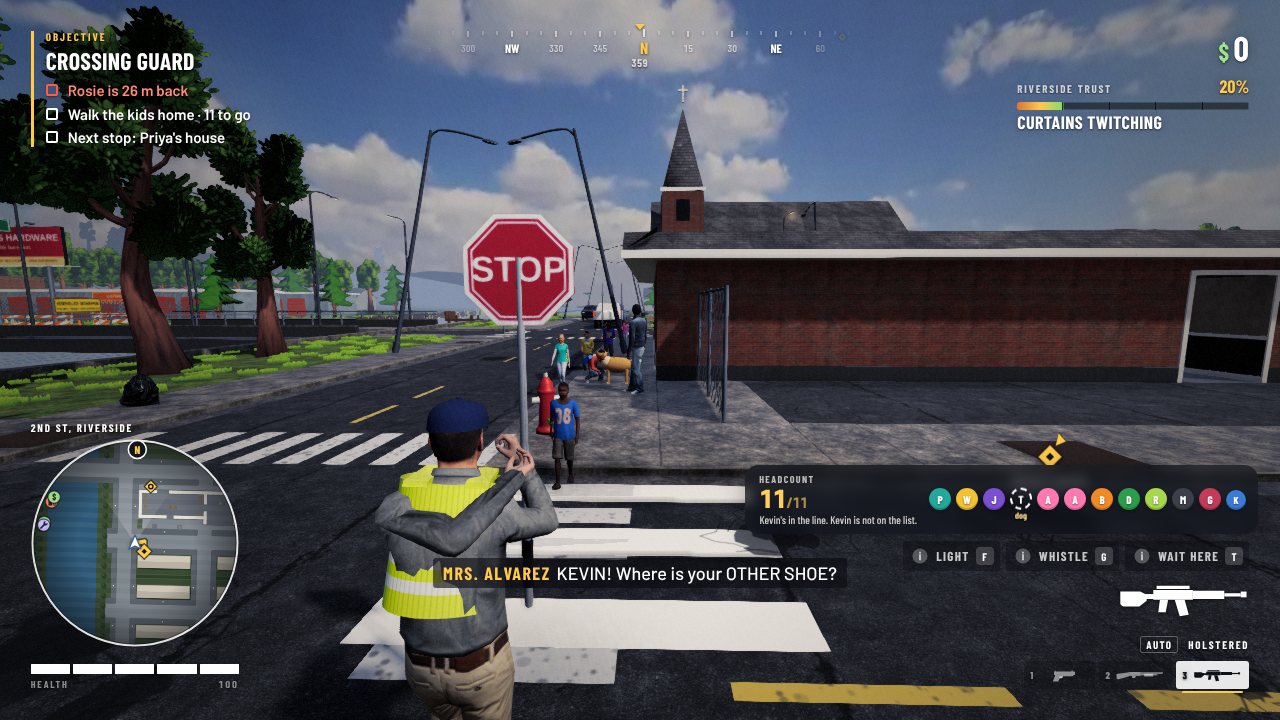 OBJECTIVE
CROSSING GUARD
Rosie is 26 m back
Walk the kids home · 11 to go
Next stop: Priya's house
300 NW 330 345 N 15 30 NE 60
359
$0
RIVERSIDE TRUST 20%
CURTAINS TWITCHING
S HARDWARE
STOP
08
2ND ST, RIVERSIDE
N
$
HEADCOUNT
11/11
P W J T A A B D R M G K
dog
Kevin's in the line. Kevin is not on the list.
LIGHT F
WHISTLE G
WAIT HERE T
MRS. ALVAREZ KEVIN! Where is your OTHER SHOE?
AUTO HOLSTERED
1 2 3
HEALTH 100